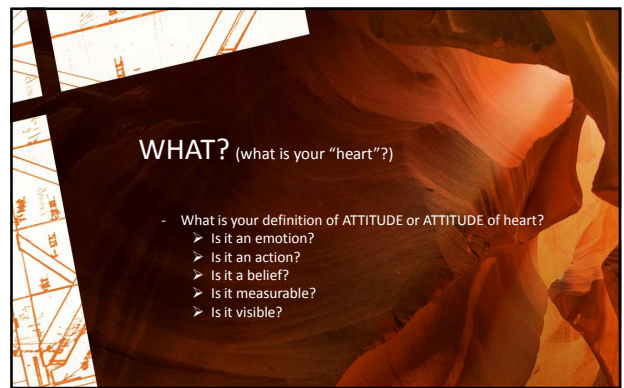 WHAT? (what is your “heart”?)
- What is your definition of ATTITUDE or ATTITUDE of heart?
➢ Is it an emotion?
➢ Is it an action?
➢ Is it a belief?
➢ Is it measurable?
➢ Is it visible?